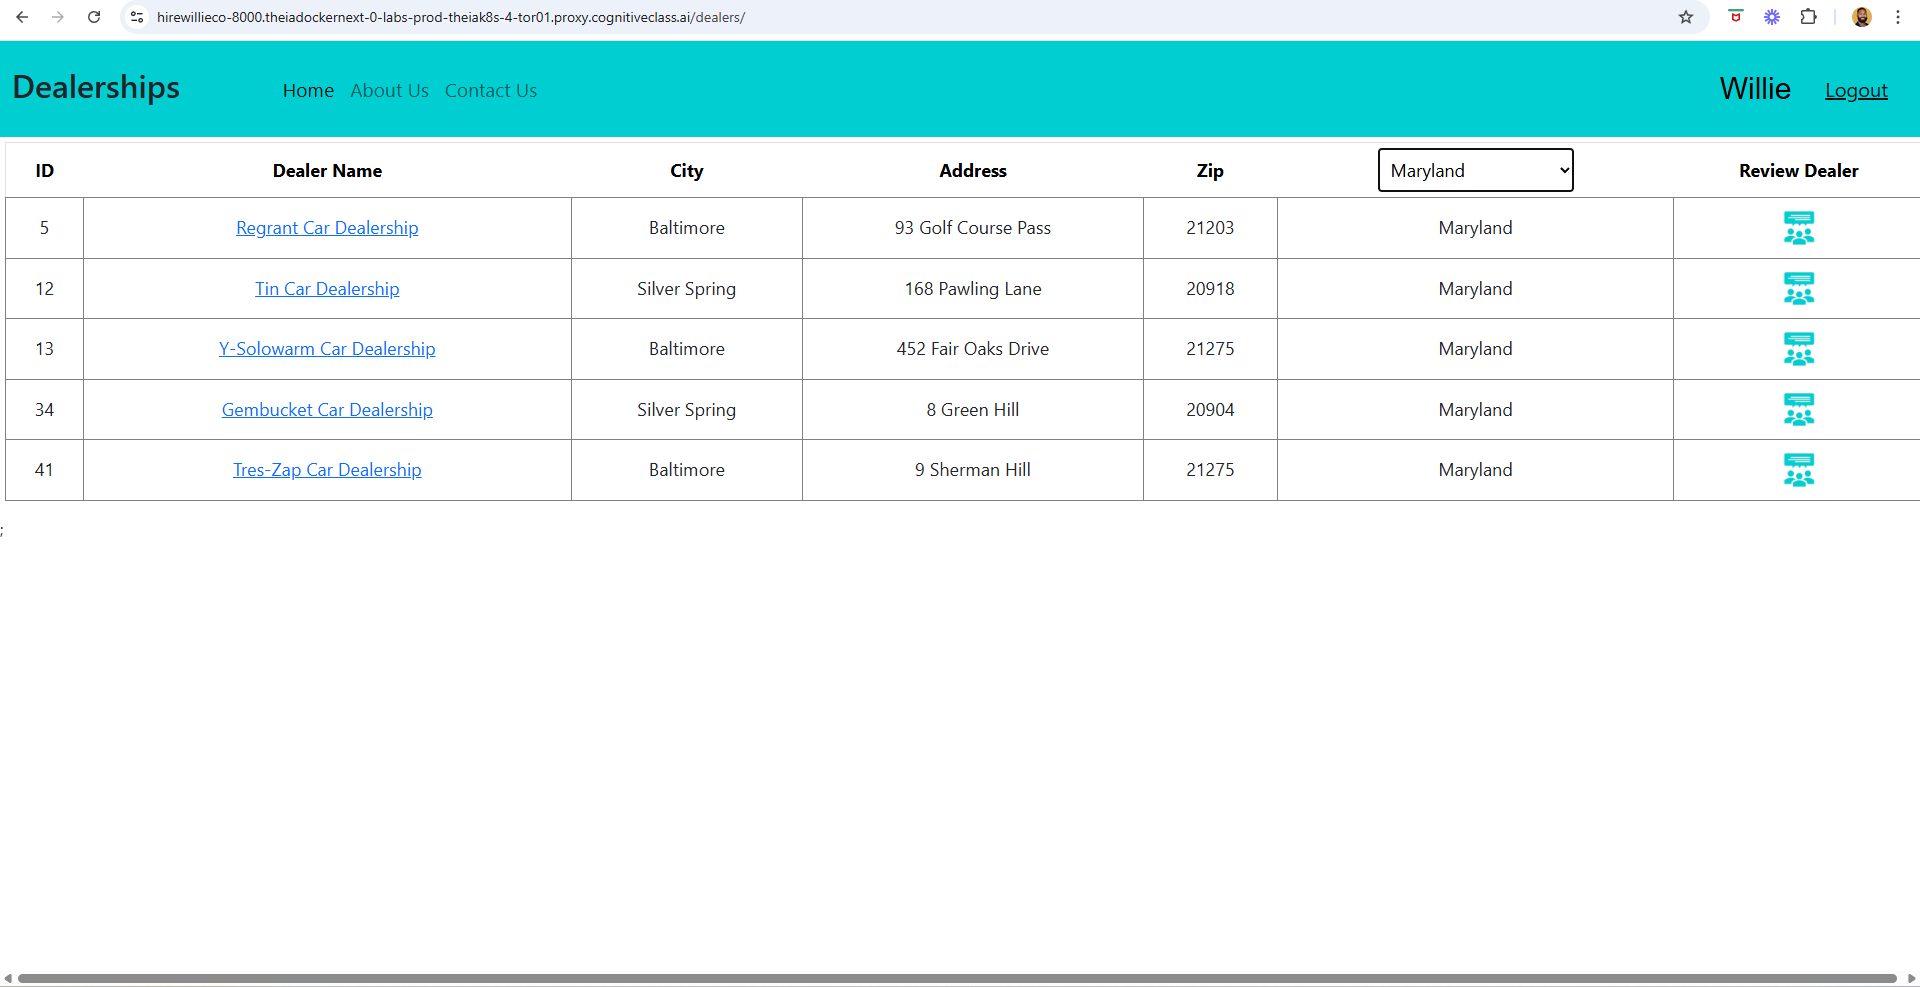 hirewillieco-8000.theiadockernext-0-labs-prod-theiak8s-4-tor01.proxy.cognitiveclass.ai/dealers/
Dealerships Home About Us Contact Us Willie Logout
ID Dealer Name City Address Zip Maryland Review Dealer
5 Regrant Car Dealership Baltimore 93 Golf Course Pass 21203 Maryland
12 Tin Car Dealership Silver Spring 168 Pawling Lane 20918 Maryland
13 Y-Solowarm Car Dealership Baltimore 452 Fair Oaks Drive 21275 Maryland
34 Gembucket Car Dealership Silver Spring 8 Green Hill 20904 Maryland
41 Tres-Zap Car Dealership Baltimore 9 Sherman Hill 21275 Maryland
;